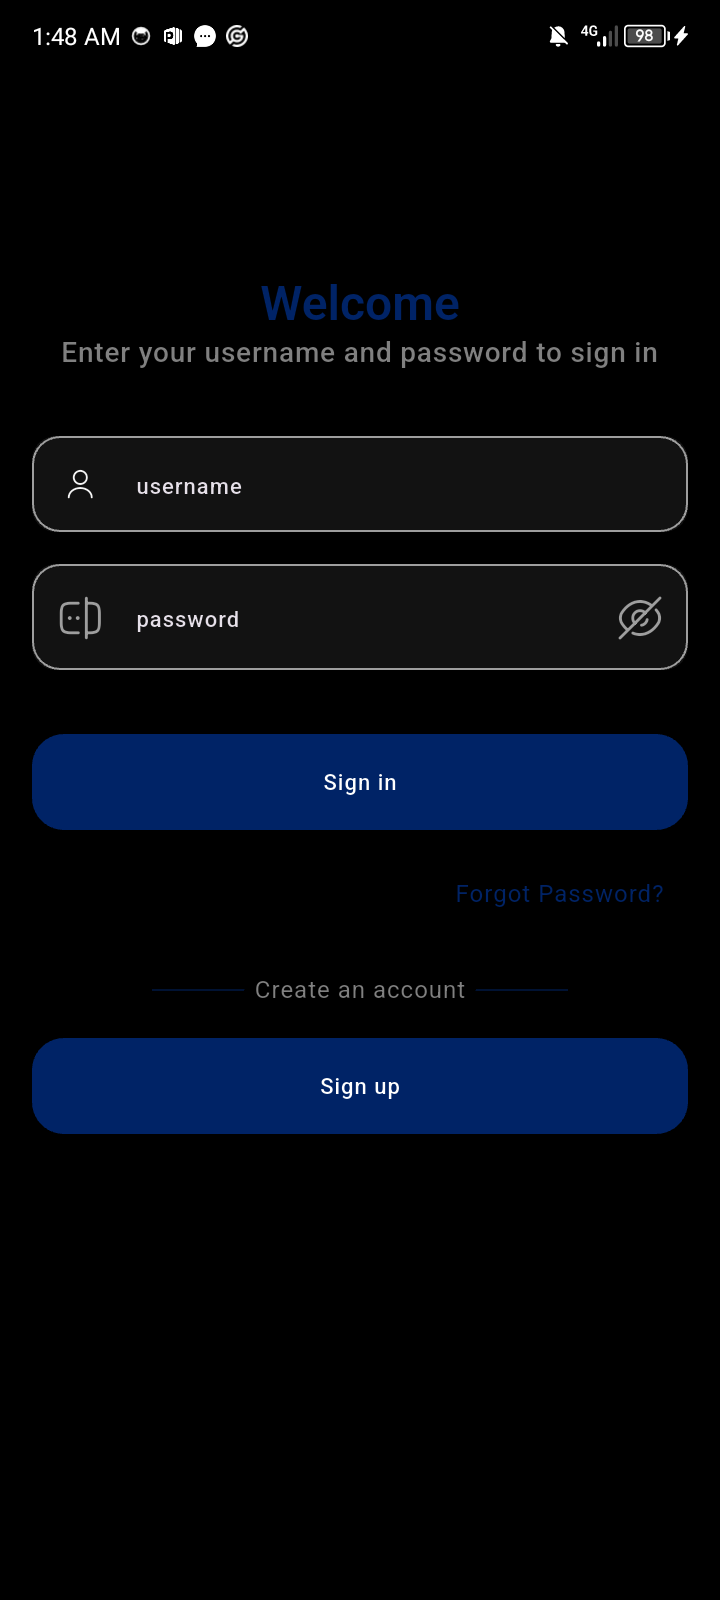 1:48 AM 4G 98
Welcome
Enter your username and password to sign in
username
password
Sign in
Forgot Password?
Create an account
Sign up